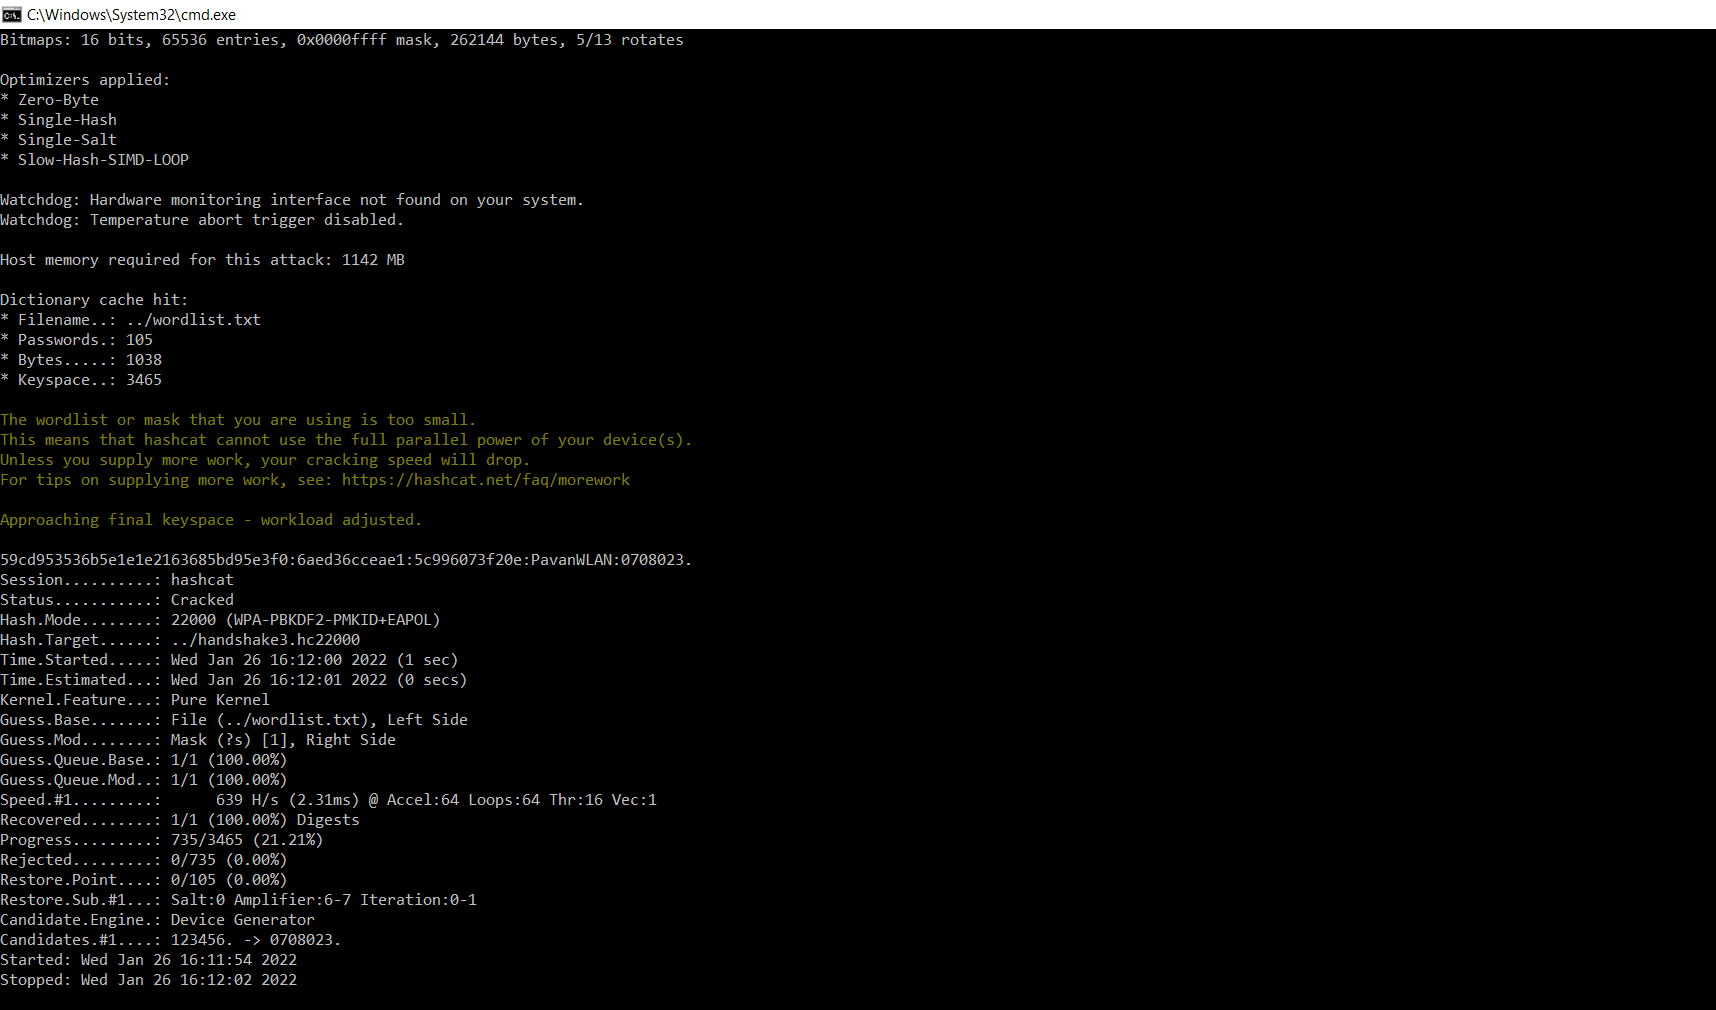 C:\Windows\System32\cmd.exe
Bitmaps: 16 bits, 65536 entries, 0x0000ffff mask, 262144 bytes, 5/13 rotates
Optimizers applied:
* Zero-Byte
* Single-Hash
* Single-Salt
* Slow-Hash-SIMD-LOOP
Watchdog: Hardware monitoring interface not found on your system.
Watchdog: Temperature abort trigger disabled.
Host memory required for this attack: 1142 MB
Dictionary cache hit:
* Filename..: ../wordlist.txt
* Passwords.: 105
* Bytes.....: 1038
* Keyspace..: 3465
The wordlist or mask that you are using is too small.
This means that hashcat cannot use the full parallel power of your device(s).
Unless you supply more work, your cracking speed will drop.
For tips on supplying more work, see: https://hashcat.net/faq/morework
Approaching final keyspace - workload adjusted.
59cd953536b5e1e1e2163685bd95e3f0:6aed36cceae1:5c996073f20e:PavanWLAN:0708023.
Session..........: hashcat
Status...........: Cracked
Hash.Mode........: 22000 (WPA-PBKDF2-PMKID+EAPOL)
Hash.Target......: ../handshake3.hc22000
Time.Started.....: Wed Jan 26 16:12:00 2022 (1 sec)
Time.Estimated...: Wed Jan 26 16:12:01 2022 (0 secs)
Kernel.Feature...: Pure Kernel
Guess.Base.......: File (../wordlist.txt), Left Side
Guess.Mod........: Mask (?s) [1], Right Side
Guess.Queue.Base.: 1/1 (100.00%)
Guess.Queue.Mod..: 1/1 (100.00%)
Speed.#1.........:      639 H/s (2.31ms) @ Accel:64 Loops:64 Thr:16 Vec:1
Recovered........: 1/1 (100.00%) Digests
Progress.........: 735/3465 (21.21%)
Rejected.........: 0/735 (0.00%)
Restore.Point....: 0/105 (0.00%)
Restore.Sub.#1...: Salt:0 Amplifier:6-7 Iteration:0-1
Candidate.Engine.: Device Generator
Candidates.#1....: 123456. -> 0708023.
Started: Wed Jan 26 16:11:54 2022
Stopped: Wed Jan 26 16:12:02 2022